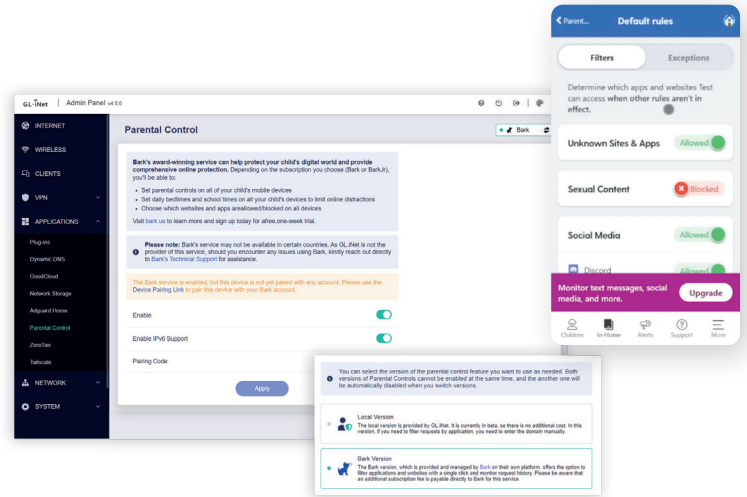 GL·iNet | Admin Panel v4.5.0
INTERNET
WIRELESS
CLIENTS
VPN
APPLICATIONS
Plug-ins
Dynamic DNS
GoodCloud
Network Storage
Adguard Home
Parental Control
ZeroTier
Tailscale
NETWORK
SYSTEM
Parental Control
Bark
Bark's award-winning service can help protect your child's digital world and provide
comprehensive online protection. Depending on the subscription you choose (Bark or BarkJr),
you'll be able to:
• Set parental controls on all of your child's mobile devices
• Set daily bedtimes and school times on all your child's devices to limit online distractions
• Choose which websites and apps areallowed/blocked on all devices
Visit bark us to learn more and sign up today for afree,one-week trial.
Please note: Bark's service may not be available in certain countries. As GL.iNet is not the
provider of this service, should you encounter any issues using Bark, kindly reach out directly
to Bark's Technical Support for assistance.
The Bark service is enabled, but this device is not yet paired with any account. Please use the
Device Pairing Link to pair this device with your Bark account.
Enable
Enable IPv6 Support
Pairing Code
Apply
You can select the version of the parental control feature you want to use as needed. Both
versions of Parental Controls cannot be enabled at the same time, and the another one will
be automatically disabled when you switch versions.
Local Version
The local version is provided by GL.iNet. It is currently in beta, so there is no additional cost. In this
version, if you need to filter requests by application, you need to enter the domain manually.
Bark Version
The Bark version, which is provided and managed by Bark on their own platform, offers the option to
filter applications and websites with a single click and monitor request history. Please be aware that
an additional subscription fee is payable directly to Bark for this service.
Parent...
Default rules
Filters
Exceptions
Determine which apps and websites Test
can access when other rules aren't in
effect.
Unknown Sites & Apps
Allowed
Sexual Content
Blocked
Social Media
Allowed
Discord
Allowed
Monitor text messages, social
media, and more.
Upgrade
Children
In-Home
Alerts
Support
More